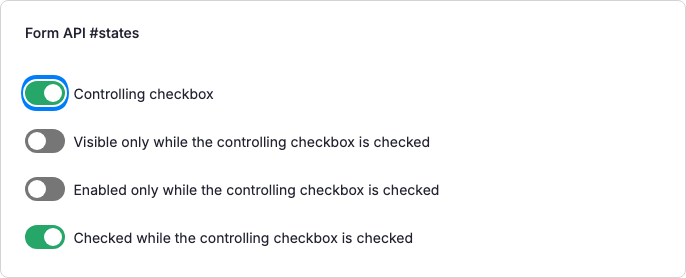 Form API #states
Controlling checkbox
Visible only while the controlling checkbox is checked
Enabled only while the controlling checkbox is checked
Checked while the controlling checkbox is checked